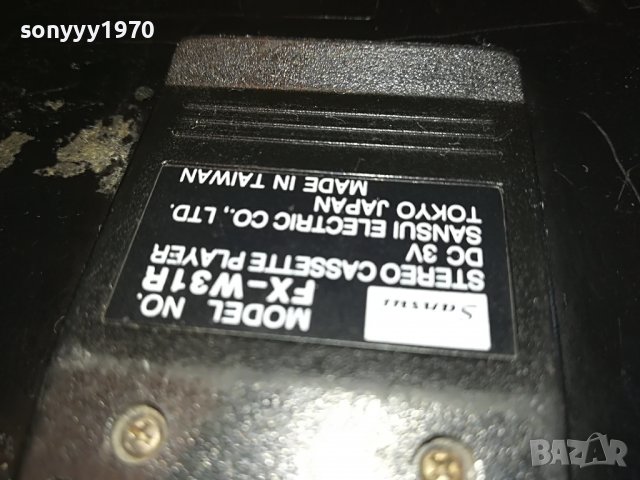 sonyyy1970
Sansui
MODEL NO.
FX-W31R
STEREO CASSETTE PLAYER
DC 3V
SANSUI ELECTRIC CO., LTD.
TOKYO JAPAN
MADE IN TAIWAN
BAZAR